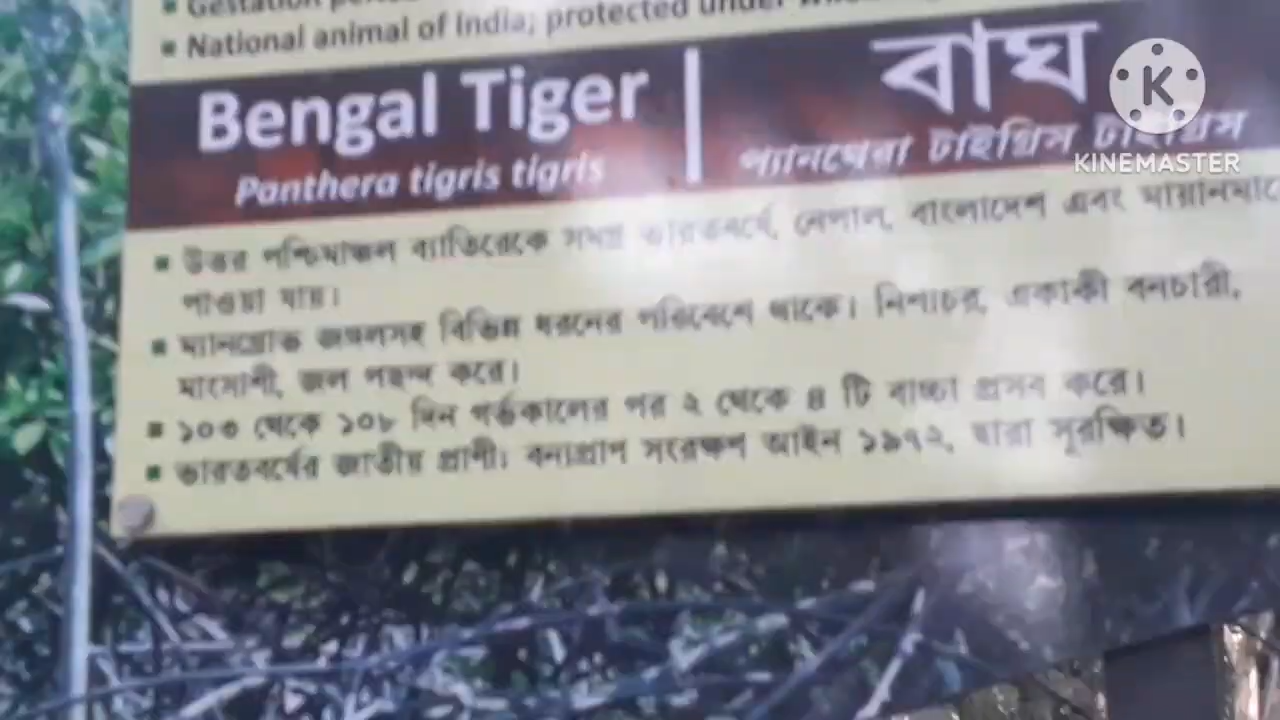 ▪ Gestation
▪ National animal of India; protected under
Bengal Tiger
Panthera tigris tigris
বাঘ
প্যানথেরা টাইগ্রিস টাইগ্রিস
KINEMASTER
▪ উত্তর পশ্চিমাঞ্চল ব্যতিরেকে সমগ্র ভারতবর্ষে, নেপাল, বাংলাদেশ এবং
পাওয়া যায়।
▪ ম্যানগ্রোভ জঙ্গলসহ বিভিন্ন ধরনের পরিবেশে থাকে। নিশাচর, একাকী বনচারী,
মাংসাশী, জল পছন্দ করে।
▪ ১০৩ থেকে ১০৮ দিন গর্ভকালের পর ২ থেকে ৪ টি বাচ্চা প্রসব করে।
▪ ভারতবর্ষের জাতীয় প্রাণী। বন্যপ্রাণ সংরক্ষণ আইন ১৯৭২, দ্বারা সুরক্ষিত।